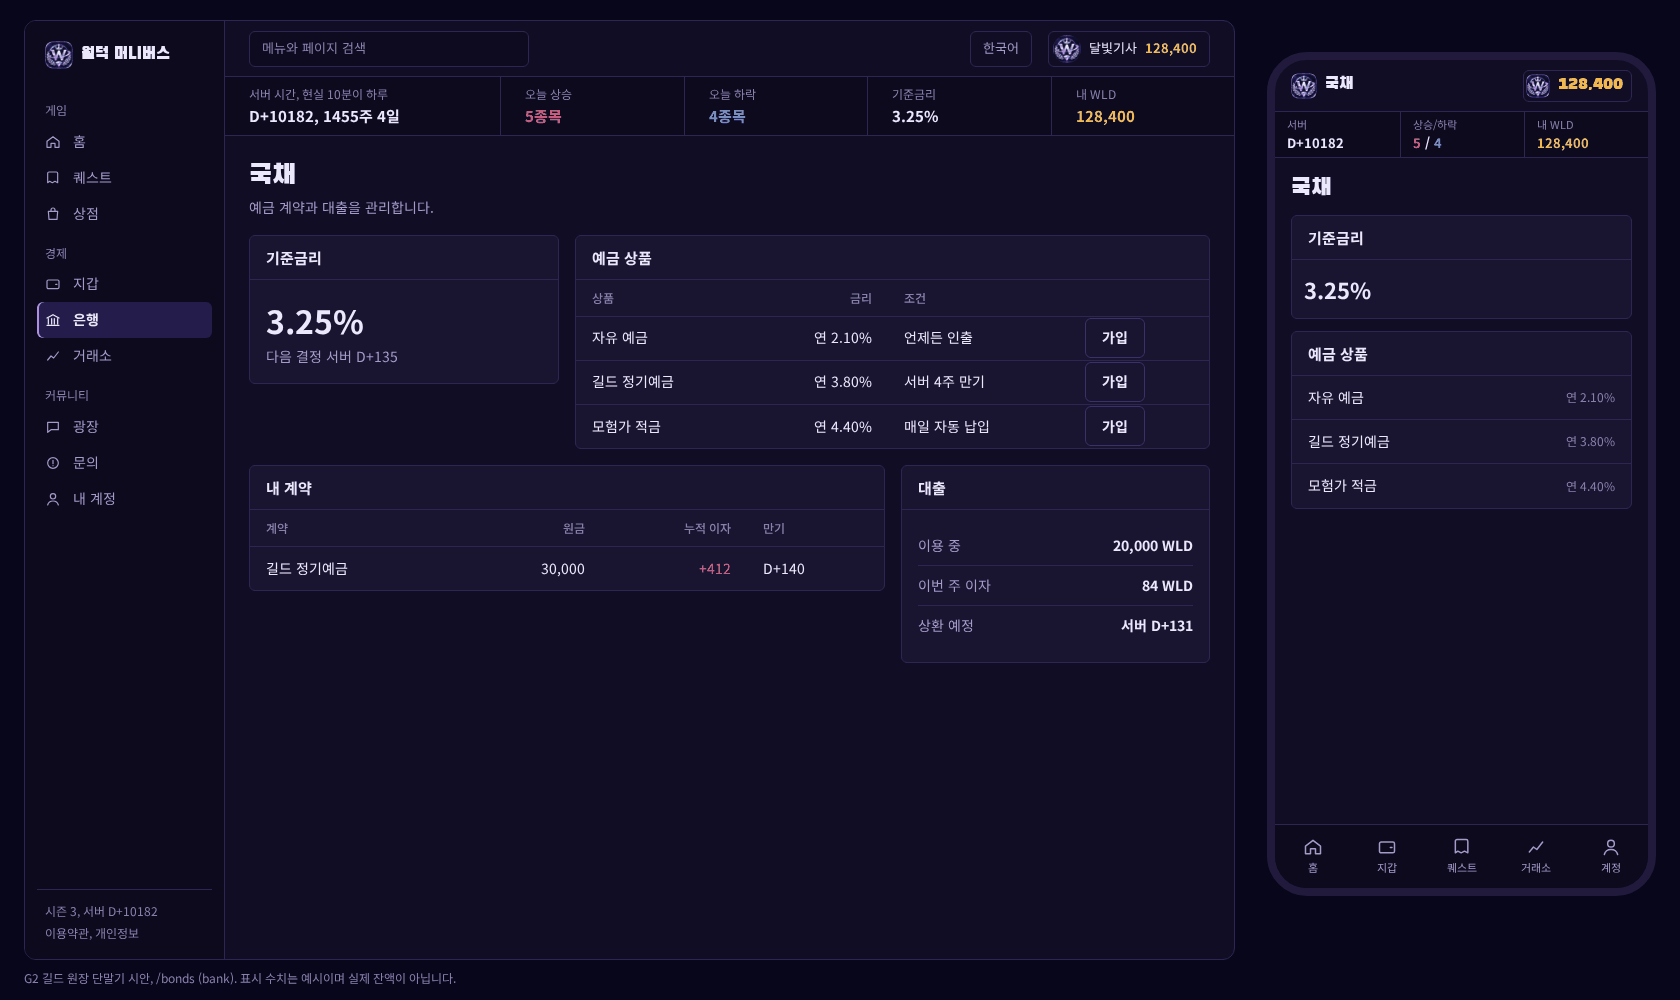 월덕 머니버스
메뉴와 페이지 검색
한국어
달빛기사 128,400
게임
홈
퀘스트
상점
경제
지갑
은행
거래소
커뮤니티
광장
문의
내 계정
시즌 3, 서버 D+10182
이용약관, 개인정보
서버 시간, 현실 10분이 하루
D+10182, 1455주 4일
오늘 상승
5종목
오늘 하락
4종목
기준금리
3.25%
내 WLD
128,400
국채
예금 계약과 대출을 관리합니다.
기준금리
3.25%
다음 결정 서버 D+135
예금 상품
상품 금리 조건
자유 예금 연 2.10% 언제든 인출 가입
길드 정기예금 연 3.80% 서버 4주 만기 가입
모험가 적금 연 4.40% 매일 자동 납입 가입
내 계약
계약 원금 누적 이자 만기
길드 정기예금 30,000 +412 D+140
대출
이용 중 20,000 WLD
이번 주 이자 84 WLD
상환 예정 서버 D+131
국채
128,400
서버
D+10182
상승/하락
5 / 4
내 WLD
128,400
국채
기준금리
3.25%
예금 상품
자유 예금 연 2.10%
길드 정기예금 연 3.80%
모험가 적금 연 4.40%
홈 지갑 퀘스트 거래소 계정
G2 길드 원장 단말기 시안, /bonds (bank). 표시 수치는 예시이며 실제 잔액이 아닙니다.